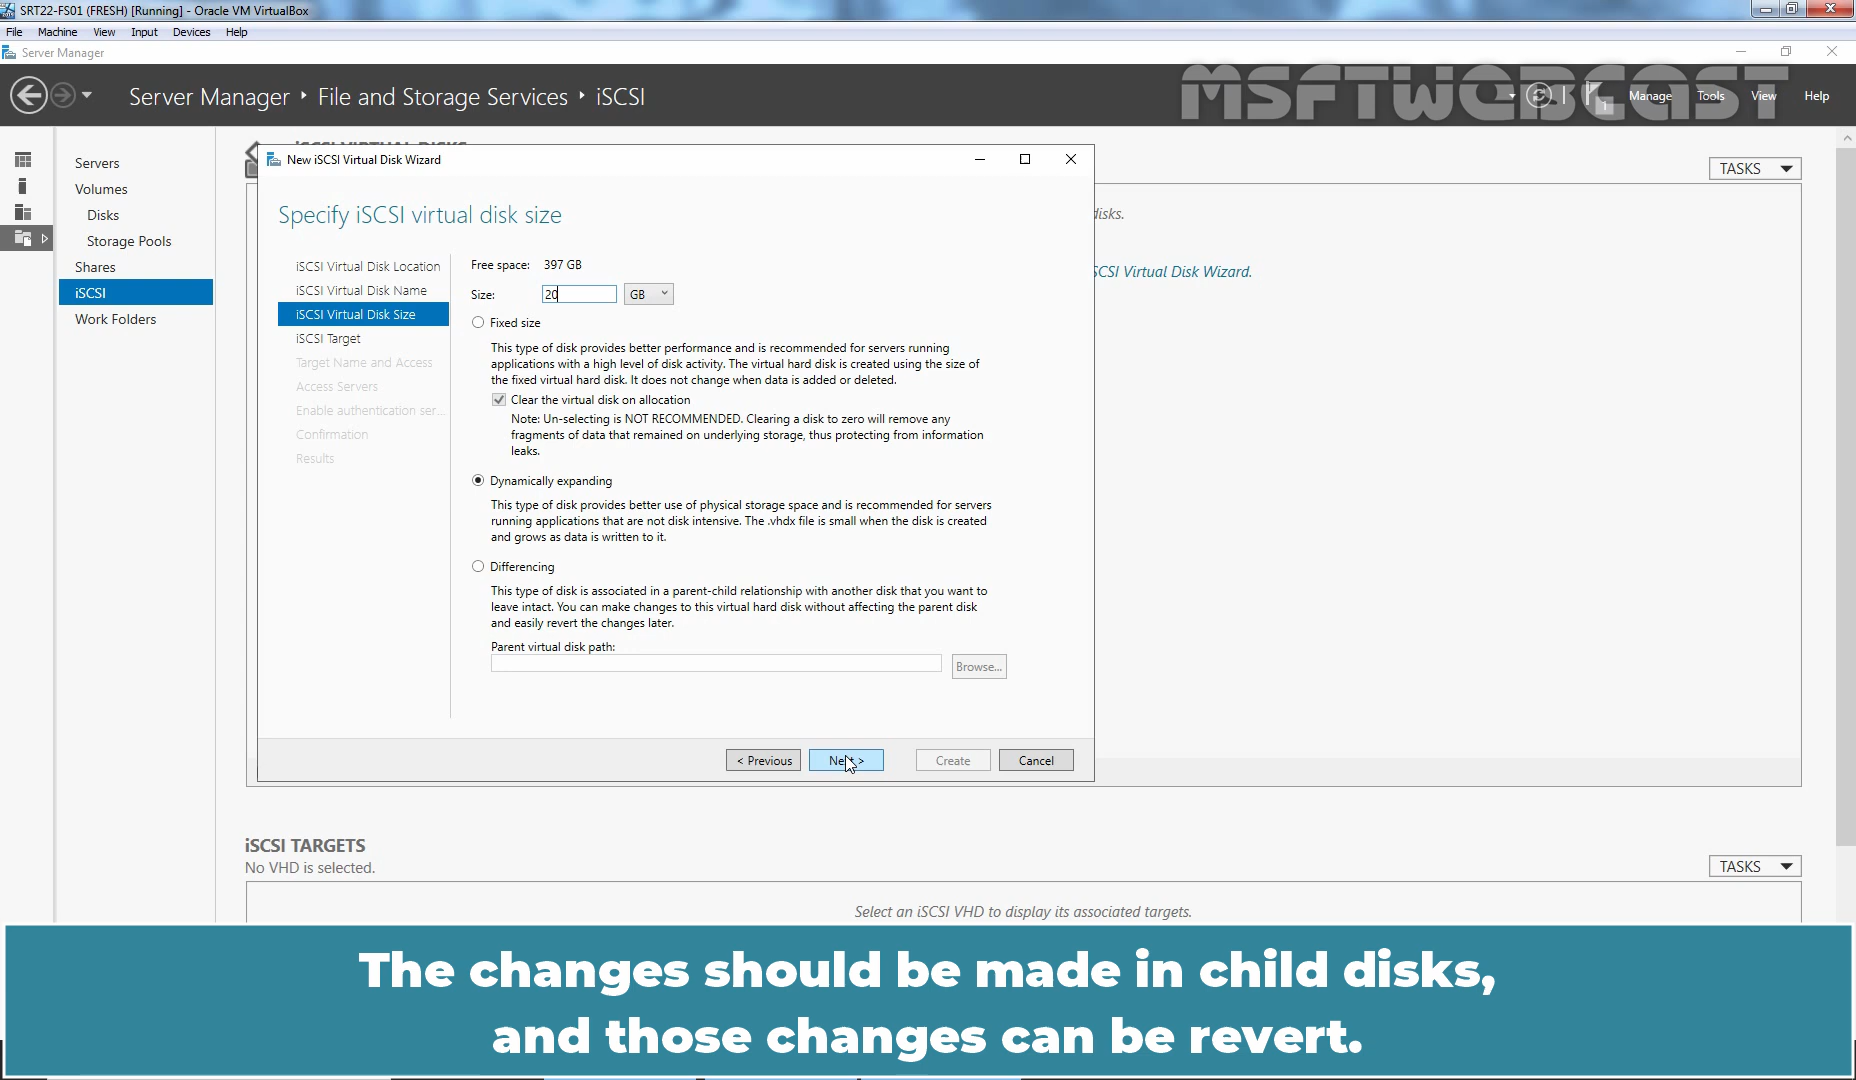 SRT22-FS01 (FRESH) [Running] - Oracle VM VirtualBox
File Machine View Input Devices Help
Server Manager
Server Manager ‣ File and Storage Services ‣ iSCSI
MSFTWEBCAST
Manage Tools View Help
Servers
Volumes
Disks
Storage Pools
Shares
iSCSI
Work Folders
TASKS
disks.
iSCSI Virtual Disk Wizard.
New iSCSI Virtual Disk Wizard
Specify iSCSI virtual disk size
iSCSI Virtual Disk Location
iSCSI Virtual Disk Name
iSCSI Virtual Disk Size
iSCSI Target
Target Name and Access
Access Servers
Enable authentication ser...
Confirmation
Results
Free space: 397 GB
Size: 20 GB
Fixed size
This type of disk provides better performance and is recommended for servers running
applications with a high level of disk activity. The virtual hard disk is created using the size of
the fixed virtual hard disk. It does not change when data is added or deleted.
Clear the virtual disk on allocation
Note: Un-selecting is NOT RECOMMENDED. Clearing a disk to zero will remove any
fragments of data that remained on underlying storage, thus protecting from information
leaks.
Dynamically expanding
This type of disk provides better use of physical storage space and is recommended for servers
running applications that are not disk intensive. The .vhdx file is small when the disk is created
and grows as data is written to it.
Differencing
This type of disk is associated in a parent-child relationship with another disk that you want to
leave intact. You can make changes to this virtual hard disk without affecting the parent disk
and easily revert the changes later.
Parent virtual disk path:
Browse...
< Previous Next > Create Cancel
iSCSI TARGETS
No VHD is selected.
TASKS
Select an iSCSI VHD to display its associated targets.
The changes should be made in child disks,
and those changes can be revert.